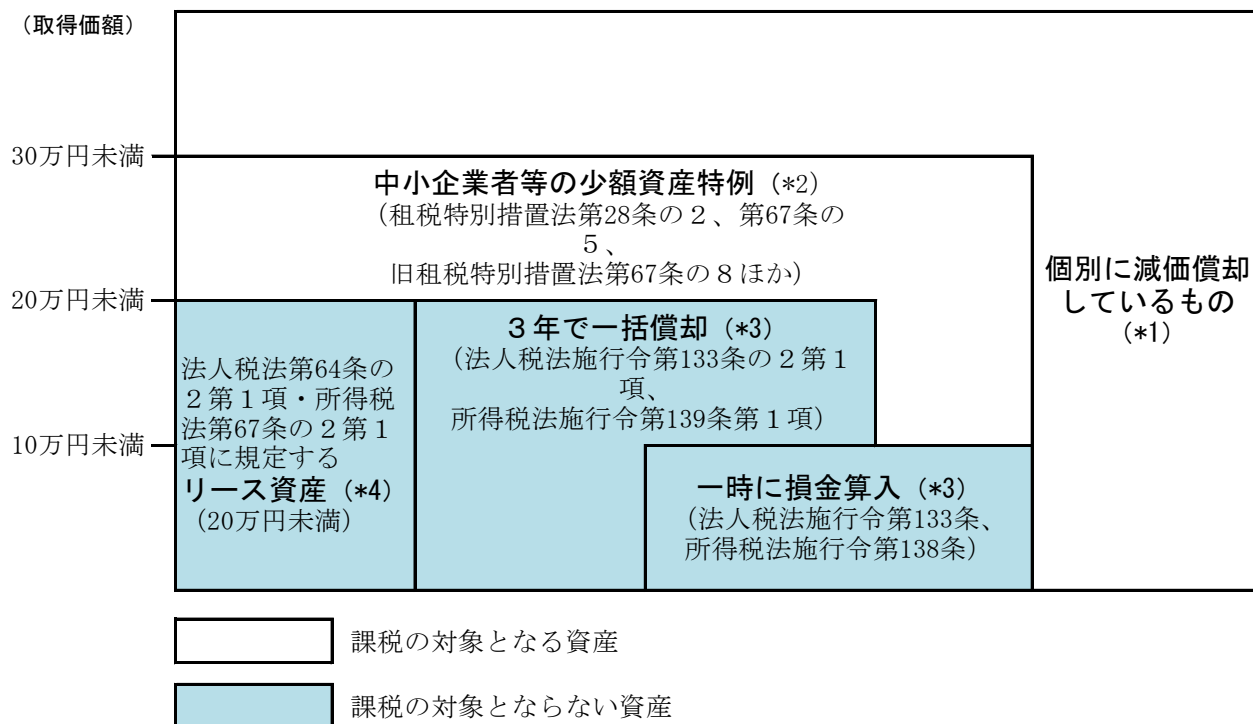 （取得価額）
30万円未満
中小企業者等の少額資産特例（*2）
（租税特別措置法第28条の２、第67条の
５、
旧租税特別措置法第67条の８ほか）
個別に減価償却
しているもの
（*1）
20万円未満
３年で一括償却（*3）
（法人税法施行令第133条の２第１
項、
所得税法施行令第139条第１項）
法人税法第64条の
２第１項・所得税
法第67条の２第１
項に規定する
リース資産（*4）
（20万円未満）
10万円未満
一時に損金算入（*3）
（法人税法施行令第133条、
所得税法施行令第138条）
課税の対象となる資産
課税の対象とならない資産